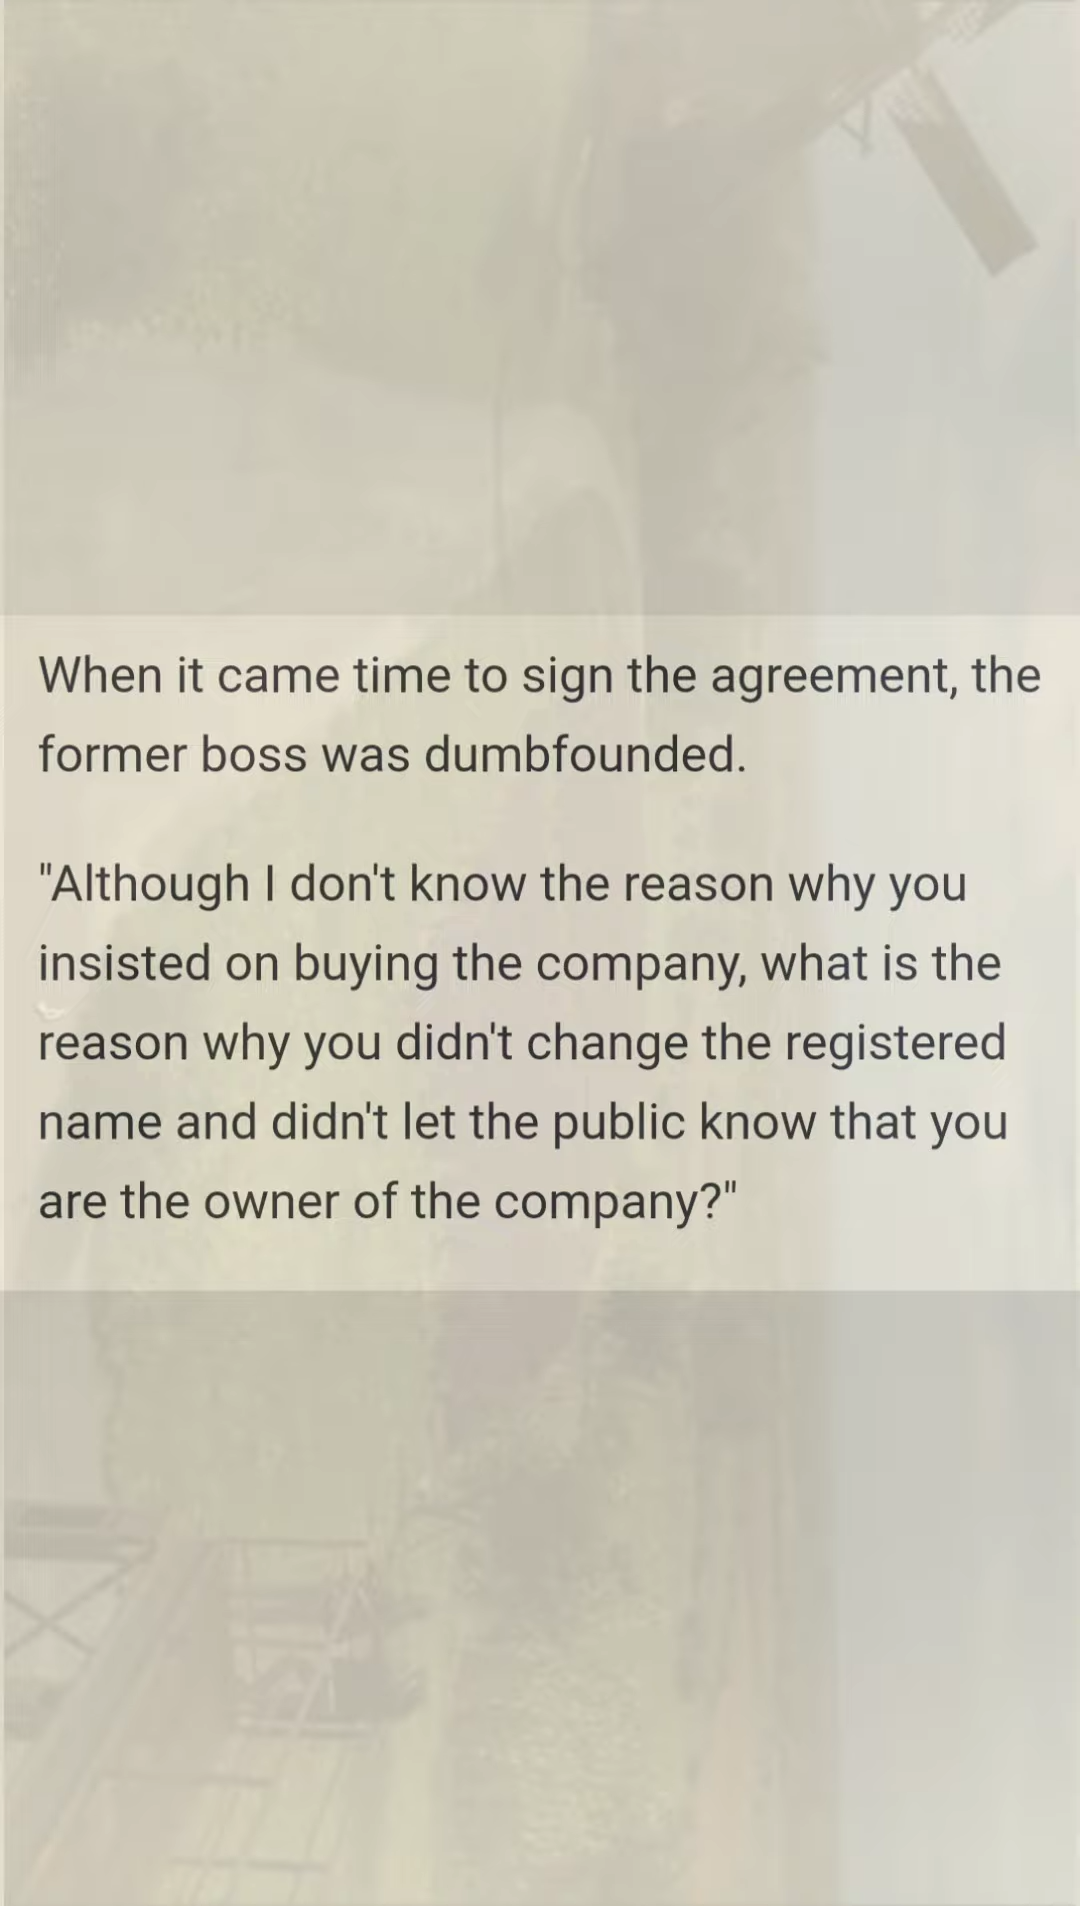 When it came time to sign the agreement, the
former boss was dumbfounded.
"Although I don't know the reason why you
insisted on buying the company, what is the
reason why you didn't change the registered
name and didn't let the public know that you
are the owner of the company?"